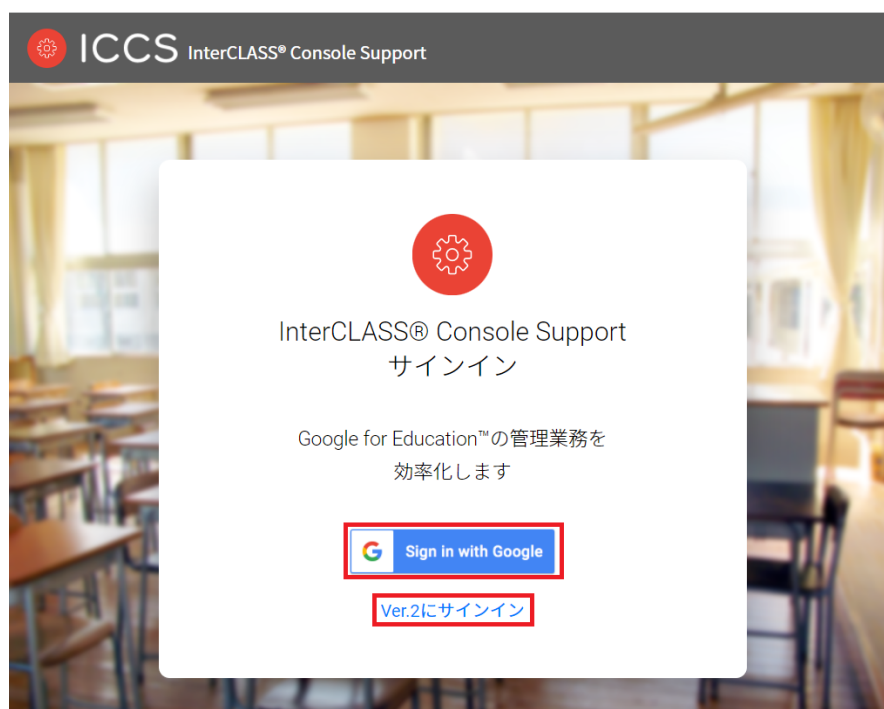 ICCS InterCLASS® Console Support
InterCLASS® Console Support
サインイン
Google for Education™の管理業務を
効率化します
G Sign in with Google
Ver.2にサインイン